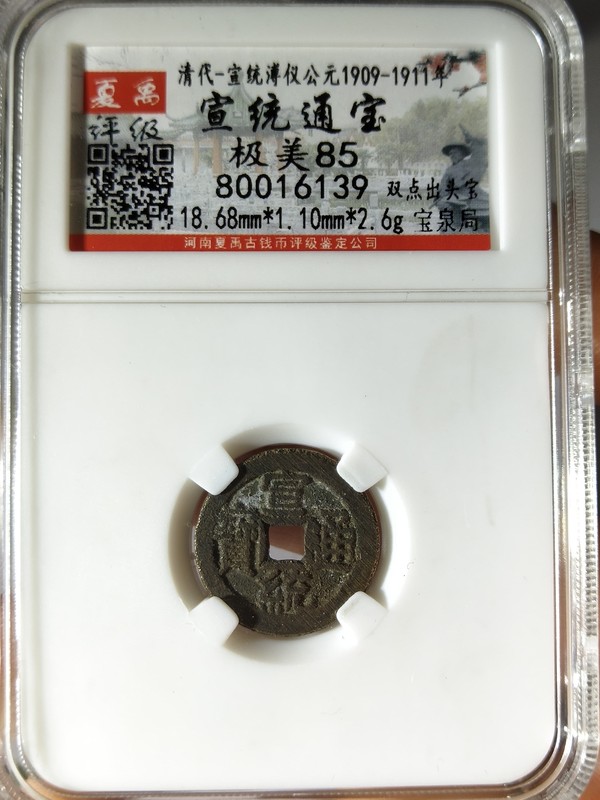 清代-宣统溥仪公元1909-1911年
夏禹
评级
宣统通宝
极美85
80016139 双点出头宝
18.68mm*1.10mm*2.6g 宝泉局
河南夏禹古钱币评级鉴定公司
宣
寶 通
統